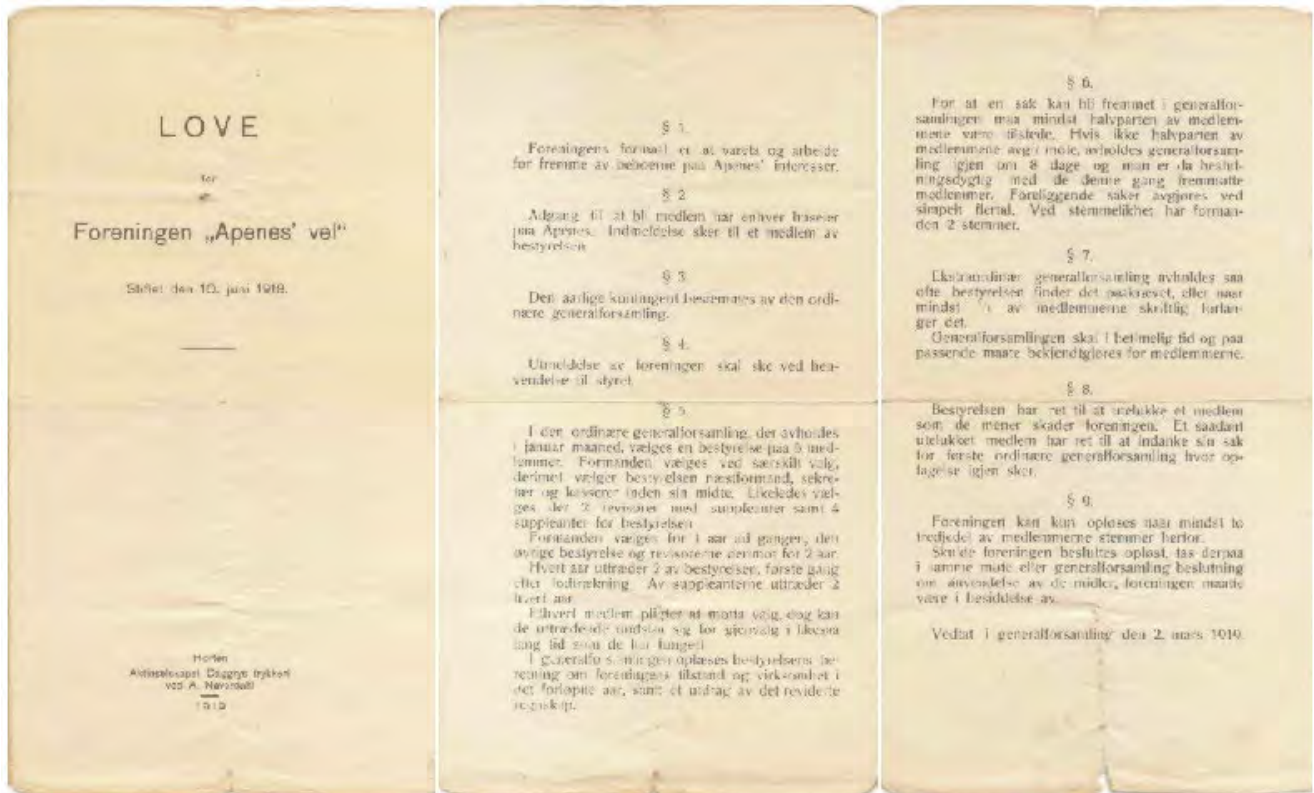 LOVE
for
Foreningen „Apenes' vel“
Stiftet den 10. juni 1918.
Horten
Aktieselskapet Daggry's trykkeri
ved A.
1919
§ 1.
Foreningens formaal er at vareta og arbeide
for fremme av beboerne paa Apenes' interesser.
§ 2
Adgang til at bli medlem har enhver huseier
paa Apenes. Indmeldelse sker til et medlem av
bestyrelsen
§ 3
Den aarlige kontingent bestemmes av den ordi-
nære generalforsamling.
§ 4.
Utmeldelse av foreningen skal ske ved hen-
vendelse til styret
§ 5
I den ordinære generalforsamling, der avholdes
i januar maaned, vælges en bestyrelse paa 5 med-
lemmer. Formanden vælges ved særskilt valg,
derimot vælger bestyrelsen næstformand, sekre-
tær og kasserer inden sin midte. Likeledes væl-
ges der 2 revisorer med suppleanter samt 4
suppleanter for bestyrelsen
Formanden vælges for 1 aar ad gangen, den
øvrige bestyrelse og revisorerne derimot for 2 aar.
Hvert aar uttræder 2 av bestyrelsen, første gang
efter lodtrækning. Av suppleanterne uttræder 2
hvert aar.
Ethvert medlem pligter at motta valg, dog kan
de uttrædende undslaa sig for gjenvalg i likesaa
lang tid som de har fungert
I generalforsamlingen oplæses bestyrelsens be-
retning om foreningens tilstand og virksomhet i
det forløpne aar, samt et utdrag av det reviderte
regnskap.
§ 6.
For at en sak kan bli fremmet i generalfor-
samlingen maa mindst halvparten av medlem-
mene være tilstede. Hvis ikke halvparten av
medlemmene avgir møte, avholdes generalforsam-
ling igjen om 8 dage og man er da beslut-
ningsdygtig med de denne gang fremmøtte
medlemmer. Foreliggende saker avgjøres ved
simpelt flertal. Ved stemmelikhet har forman-
den 2 stemmer.
§ 7.
Ekstraordinær generalforsamling avholdes saa
ofte bestyrelsen finder det paakrævet, eller naar
mindst av medlemmerne skriftlig forlan-
ger det.
Generalforsamlingen skal i betimelig tid og paa
passende maate bekjendtgjøres for medlemmerne.
§ 8.
Bestyrelsen har ret til at utelukke et medlem
som de mener skader foreningen. Et saadant
utelukket medlem har ret til at indanke sin sak
for første ordinære generalforsamling hvor op-
tagelse igjen sker.
§ 9.
Foreningen kan kun opløses naar mindst to
tredjedel av medlemmerne stemmer herfor.
Skulde foreningen besluttes opløst, tas derpaa
i samme møte eller generalforsamling beslutning
om anvendelse av de midler, foreningen maatte
være i besiddelse av.
Vedtat i generalforsamling den 2. mars 1919.